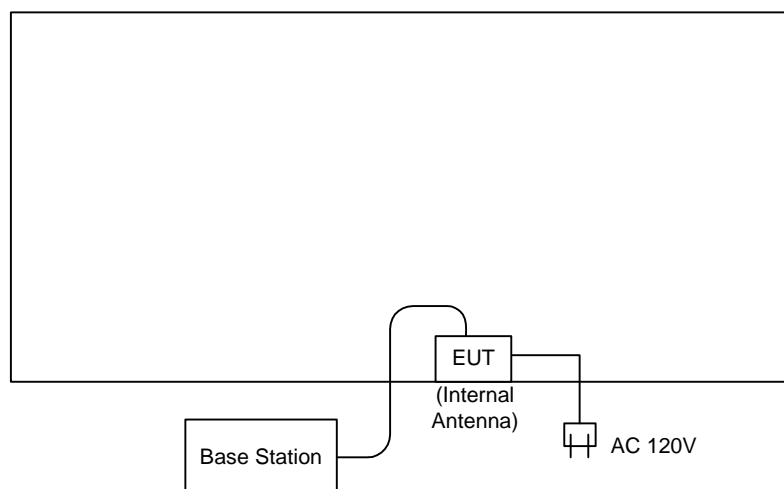 EUT
(Internal
Antenna)
Base Station
AC 120V